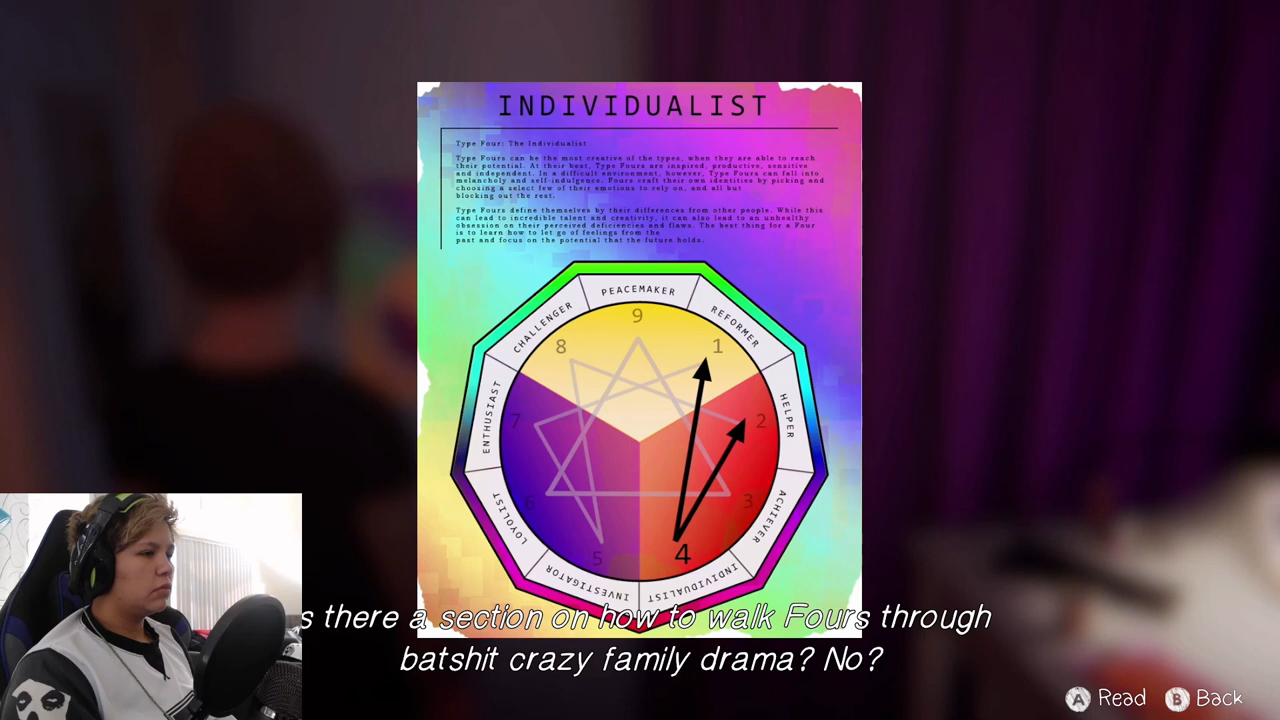 INDIVIDUALIST
Type Four: The Individualist
Type Fours can be the most creative of the types, when they are able to reach
their potential. At their best, Type Fours are inspired, productive, sensitive
and independent. In a difficult environment, however, Type Fours can fall into
melancholy and self-indulgence. Fours craft their own identities by picking and
choosing a select few of their emotions to rely on, and all but
blocking out the rest.
Type Fours define themselves by their differences from other people. While this
can lead to incredible talent and creativity, it can also lead to an unhealthy
obsession on their perceived deficiencies and flaws. The best thing for a Four
is to learn how to let go of feelings from the
past and focus on the potential that the future holds.
PEACEMAKER
CHALLENGER
REFORMER
9
8
1
ENTHUSIAST
HELPER
7
2
6
3
LOYOLIST
ACHIEVER
5
4
INVESTIGATOR
INDIVIDUALIST
s there a section on how to walk Fours through
batshit crazy family drama? No?
A Read B Back